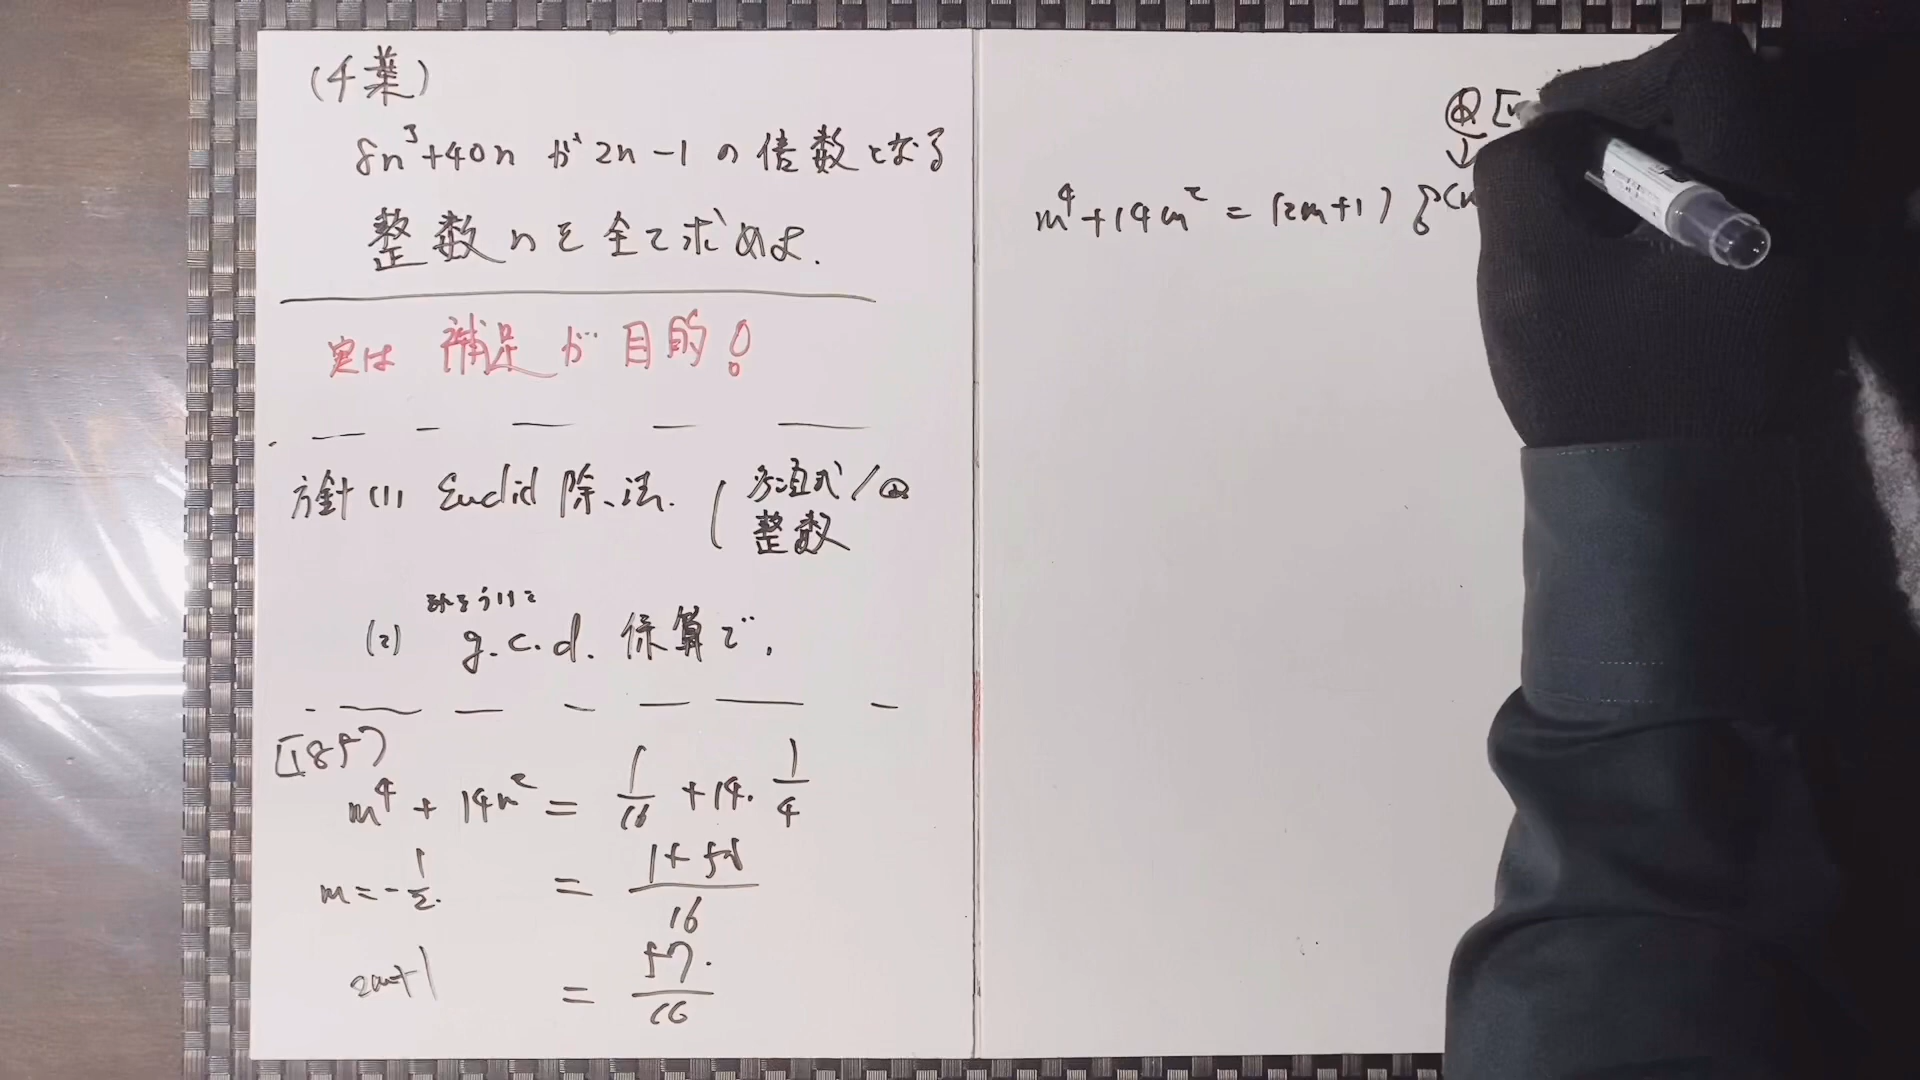 (千葉)
8n³+40n が 2n-1 の倍数となる
整数 n を全て求めよ.
実は 補足が目的!
方針 (1) Euclid 除法. ( 多項式/Q
整数
(2) g.c.d. 保算で,
[185]
m⁴ + 14m² = 1/16 + 14・1/4
m = -1/2. = 1+56/16
2m+1 = 57./16
Q[
↓
m⁴+14m² = (2m+1) g(m